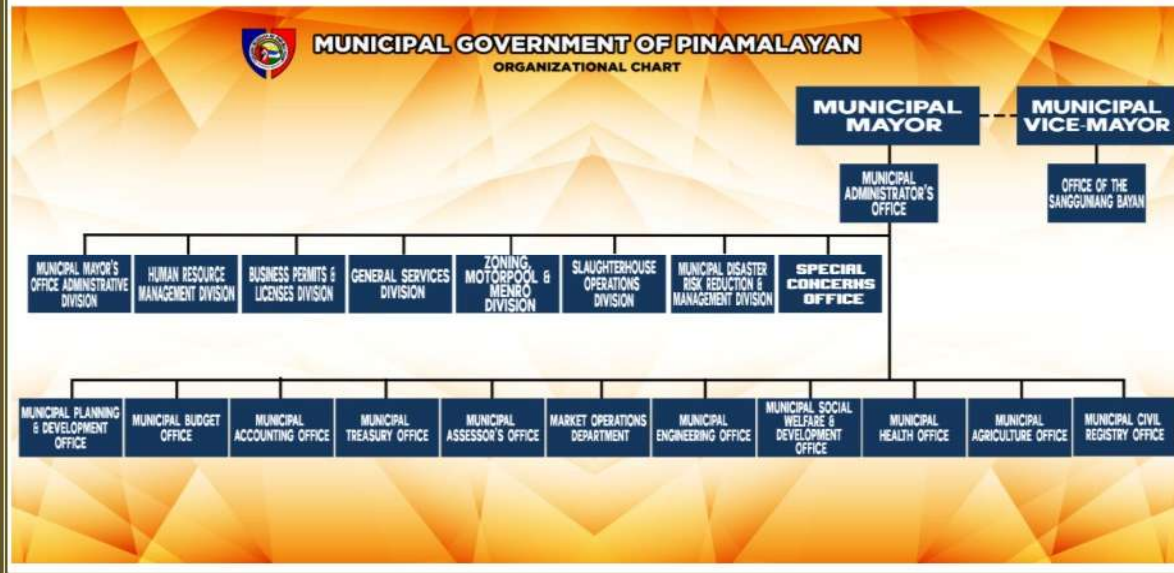 MUNICIPAL GOVERNMENT OF PINAMALAYAN
ORGANIZATIONAL CHART
MUNICIPAL
MAYOR
MUNICIPAL
VICE-MAYOR
MUNICIPAL
ADMINISTRATOR'S
OFFICE
OFFICE OF THE
SANGGUNIANG BAYAN
MUNICIPAL MAYOR'S
OFFICE ADMINISTRATIVE
DIVISION
HUMAN RESOURCE
MANAGEMENT DIVISION
BUSINESS PERMITS &
LICENSES DIVISION
GENERAL SERVICES
DIVISION
ZONING,
MOTORPOOL &
MENRO
DIVISION
SLAUGHTERHOUSE
OPERATIONS
DIVISION
MUNICIPAL DISASTER
RISK REDUCTION &
MANAGEMENT DIVISION
SPECIAL
CONCERNS
OFFICE
MUNICIPAL PLANNING
& DEVELOPMENT
OFFICE
MUNICIPAL BUDGET
OFFICE
MUNICIPAL
ACCOUNTING OFFICE
MUNICIPAL
TREASURY OFFICE
MUNICIPAL
ASSESSOR'S OFFICE
MARKET OPERATIONS
DEPARTMENT
MUNICIPAL
ENGINEERING OFFICE
MUNICIPAL SOCIAL
WELFARE &
DEVELOPMENT
OFFICE
MUNICIPAL
HEALTH OFFICE
MUNICIPAL
AGRICULTURE OFFICE
MUNICIPAL CIVIL
REGISTRY OFFICE